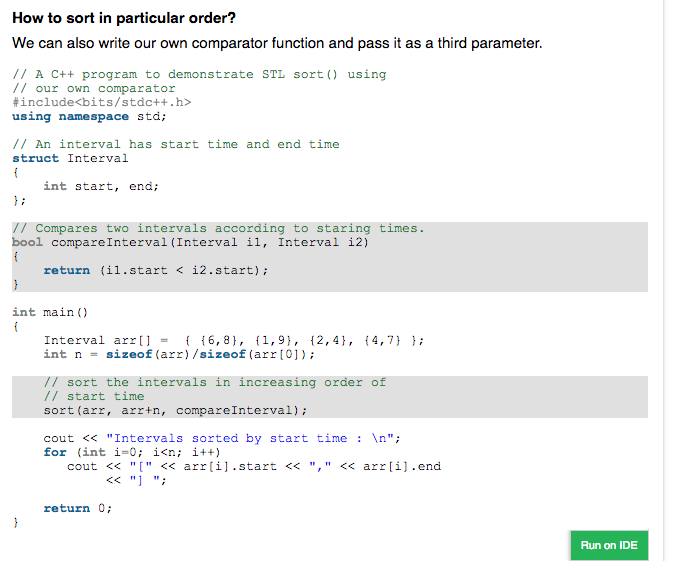 How to sort in particular order?
We can also write our own comparator function and pass it as a third parameter.
// A C++ program to demonstrate STL sort() using
// our own comparator
#include<bits/stdc++.h>
using namespace std;
// An interval has start time and end time
struct Interval
{
    int start, end;
};
// Compares two intervals according to staring times.
bool compareInterval(Interval i1, Interval i2)
{
    return (i1.start < i2.start);
}
int main()
{
    Interval arr[] =  { {6,8}, {1,9}, {2,4}, {4,7} };
    int n = sizeof(arr)/sizeof(arr[0]);
    // sort the intervals in increasing order of
    // start time
    sort(arr, arr+n, compareInterval);
    cout << "Intervals sorted by start time : \n";
    for (int i=0; i<n; i++)
       cout << "[" << arr[i].start << "," << arr[i].end
            << "] ";
    return 0;
}
Run on IDE